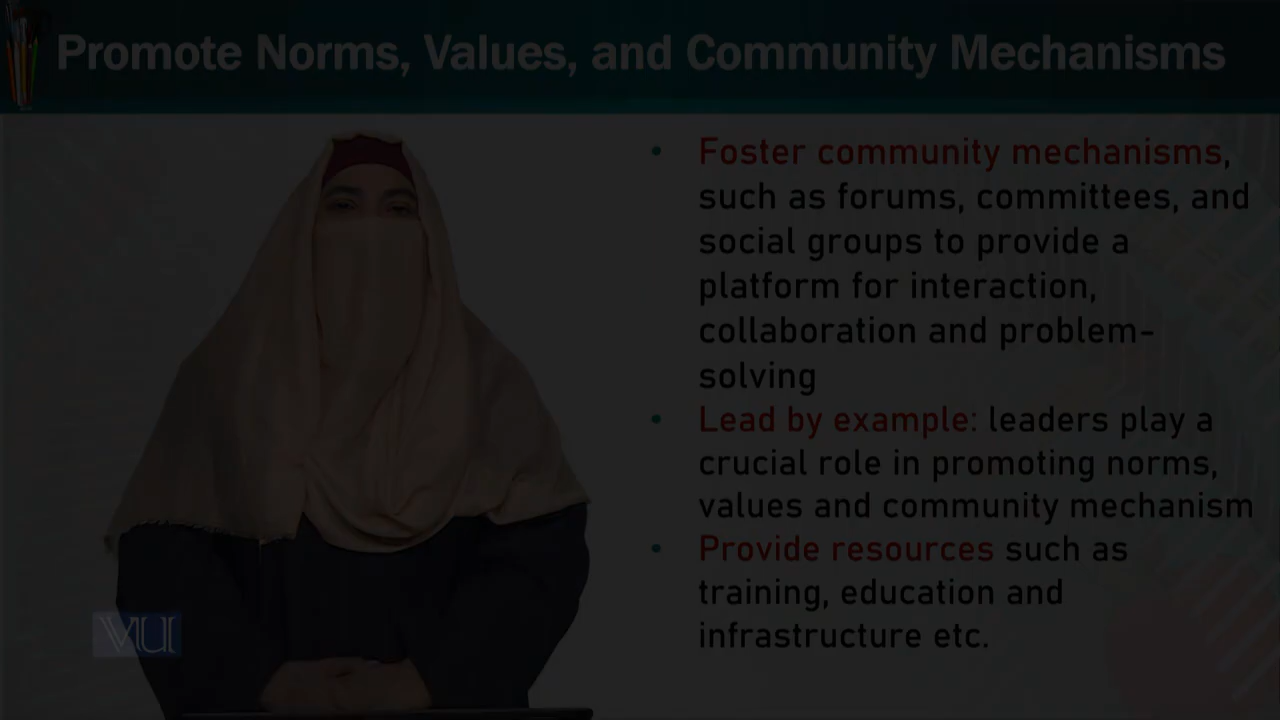 Promote Norms, Values, and Community Mechanisms
• Foster community mechanisms,
such as forums, committees, and
social groups to provide a
platform for interaction,
collaboration and problem-
solving
• Lead by example: leaders play a
crucial role in promoting norms,
values and community mechanism
• Provide resources such as
training, education and
infrastructure etc.
VU